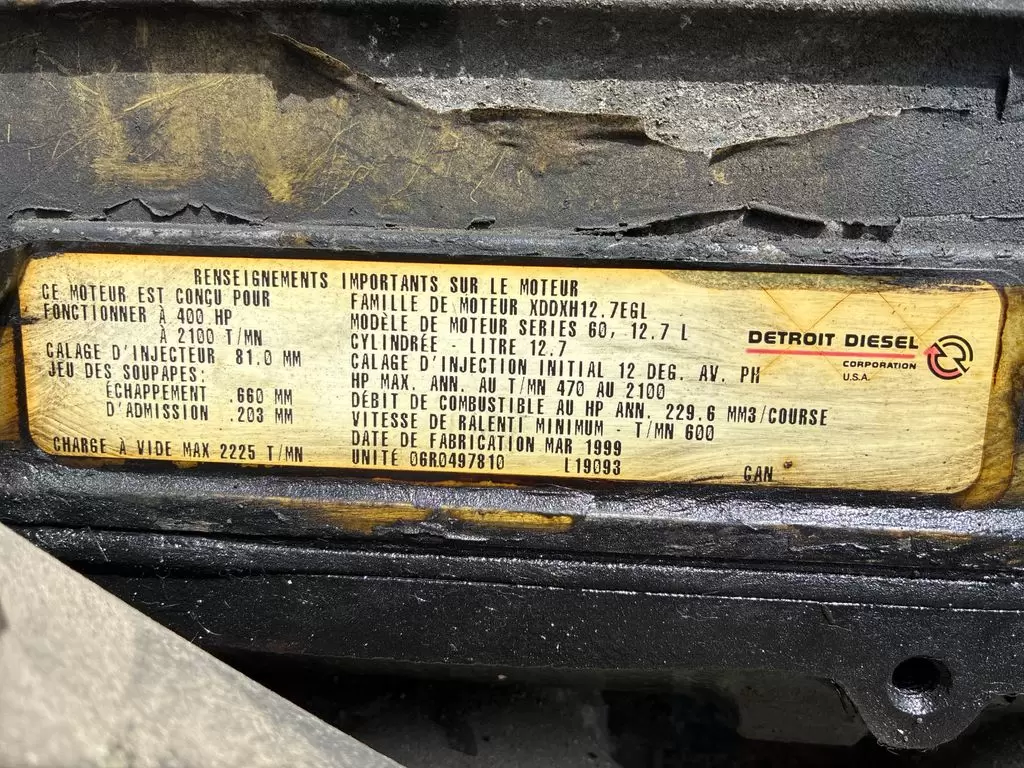 RENSEIGNEMENTS IMPORTANTS SUR LE MOTEUR
CE MOTEUR EST CONÇU POUR
FONCTIONNER À 400 HP
À 2100 T/MN
CALAGE D'INJECTEUR 81.0 MM
JEU DES SOUPAPES:
ÉCHAPPEMENT .660 MM
D'ADMISSION .203 MM
CHARGE À VIDE MAX 2225 T/MN
FAMILLE DE MOTEUR XDDXH12.7EGL
MODÈLE DE MOTEUR SERIES 60, 12.7 L
CYLINDRÉE - LITRE 12.7
CALAGE D'INJECTION INITIAL 12 DEG. AV. PH
HP MAX. ANN. AU T/MN 470 AU 2100
DÉBIT DE COMBUSTIBLE AU HP ANN. 229.6 MM3/COURSE
VITESSE DE RALENTI MINIMUM - T/MN 600
DATE DE FABRICATION MAR 1999
UNITÉ 06R0497810 L19093
CAN
DETROIT DIESEL
CORPORATION
U.S.A.